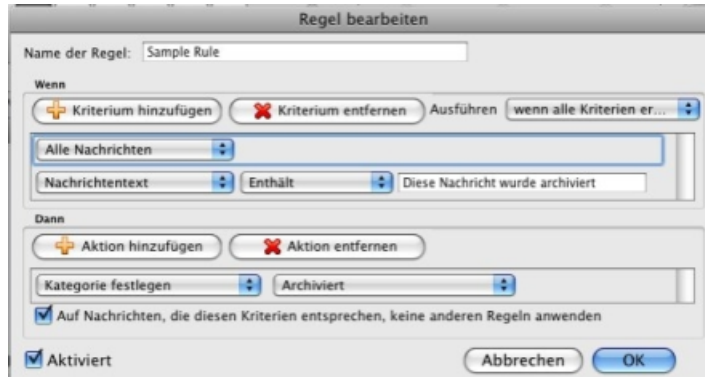 Regel bearbeiten
Name der Regel: Sample Rule
Wenn
Kriterium hinzufügen Kriterium entfernen Ausführen wenn alle Kriterien er...
Alle Nachrichten
Nachrichtentext Enthält Diese Nachricht wurde archiviert
Dann
Aktion hinzufügen Aktion entfernen
Kategorie festlegen Archiviert
Auf Nachrichten, die diesen Kriterien entsprechen, keine anderen Regeln anwenden
Aktiviert Abbrechen OK